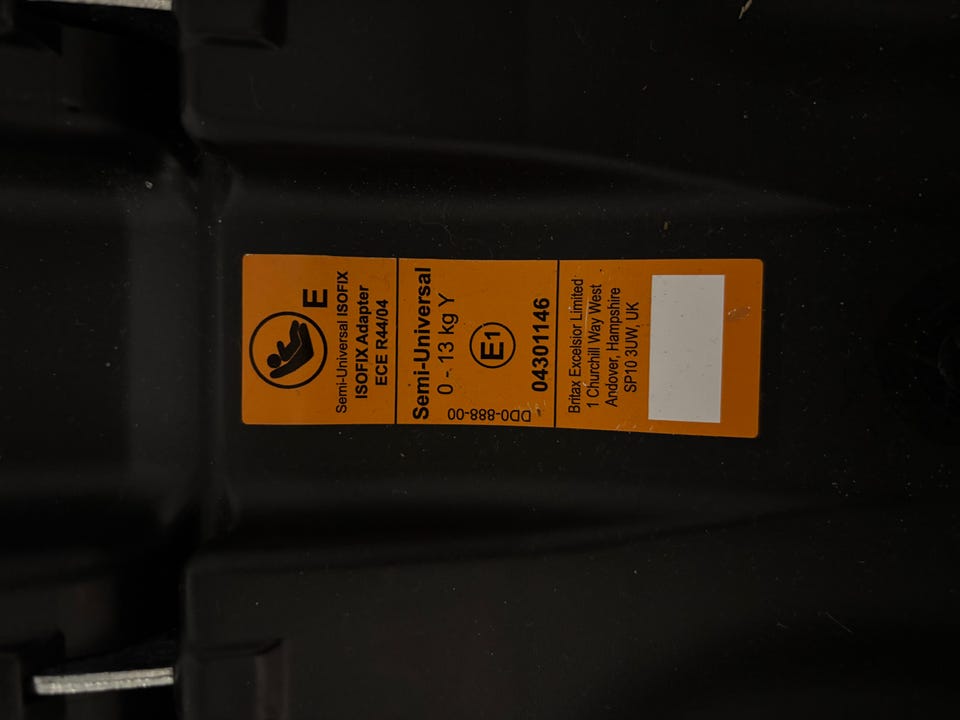 E
Semi-Universal ISOFIX
ISOFIX Adapter
ECE R44/04
Semi-Universal
0 - 13 kg Y
E1
04301146
DD0-888-00
Britax Excelsior Limited
1 Churchill Way West
Andover, Hampshire
SP10 3UW, UK